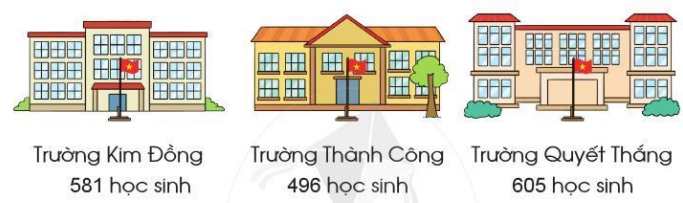 Trường Kim Đồng
581 học sinh
Trường Thành Công
496 học sinh
Trường Quyết Thắng
605 học sinh